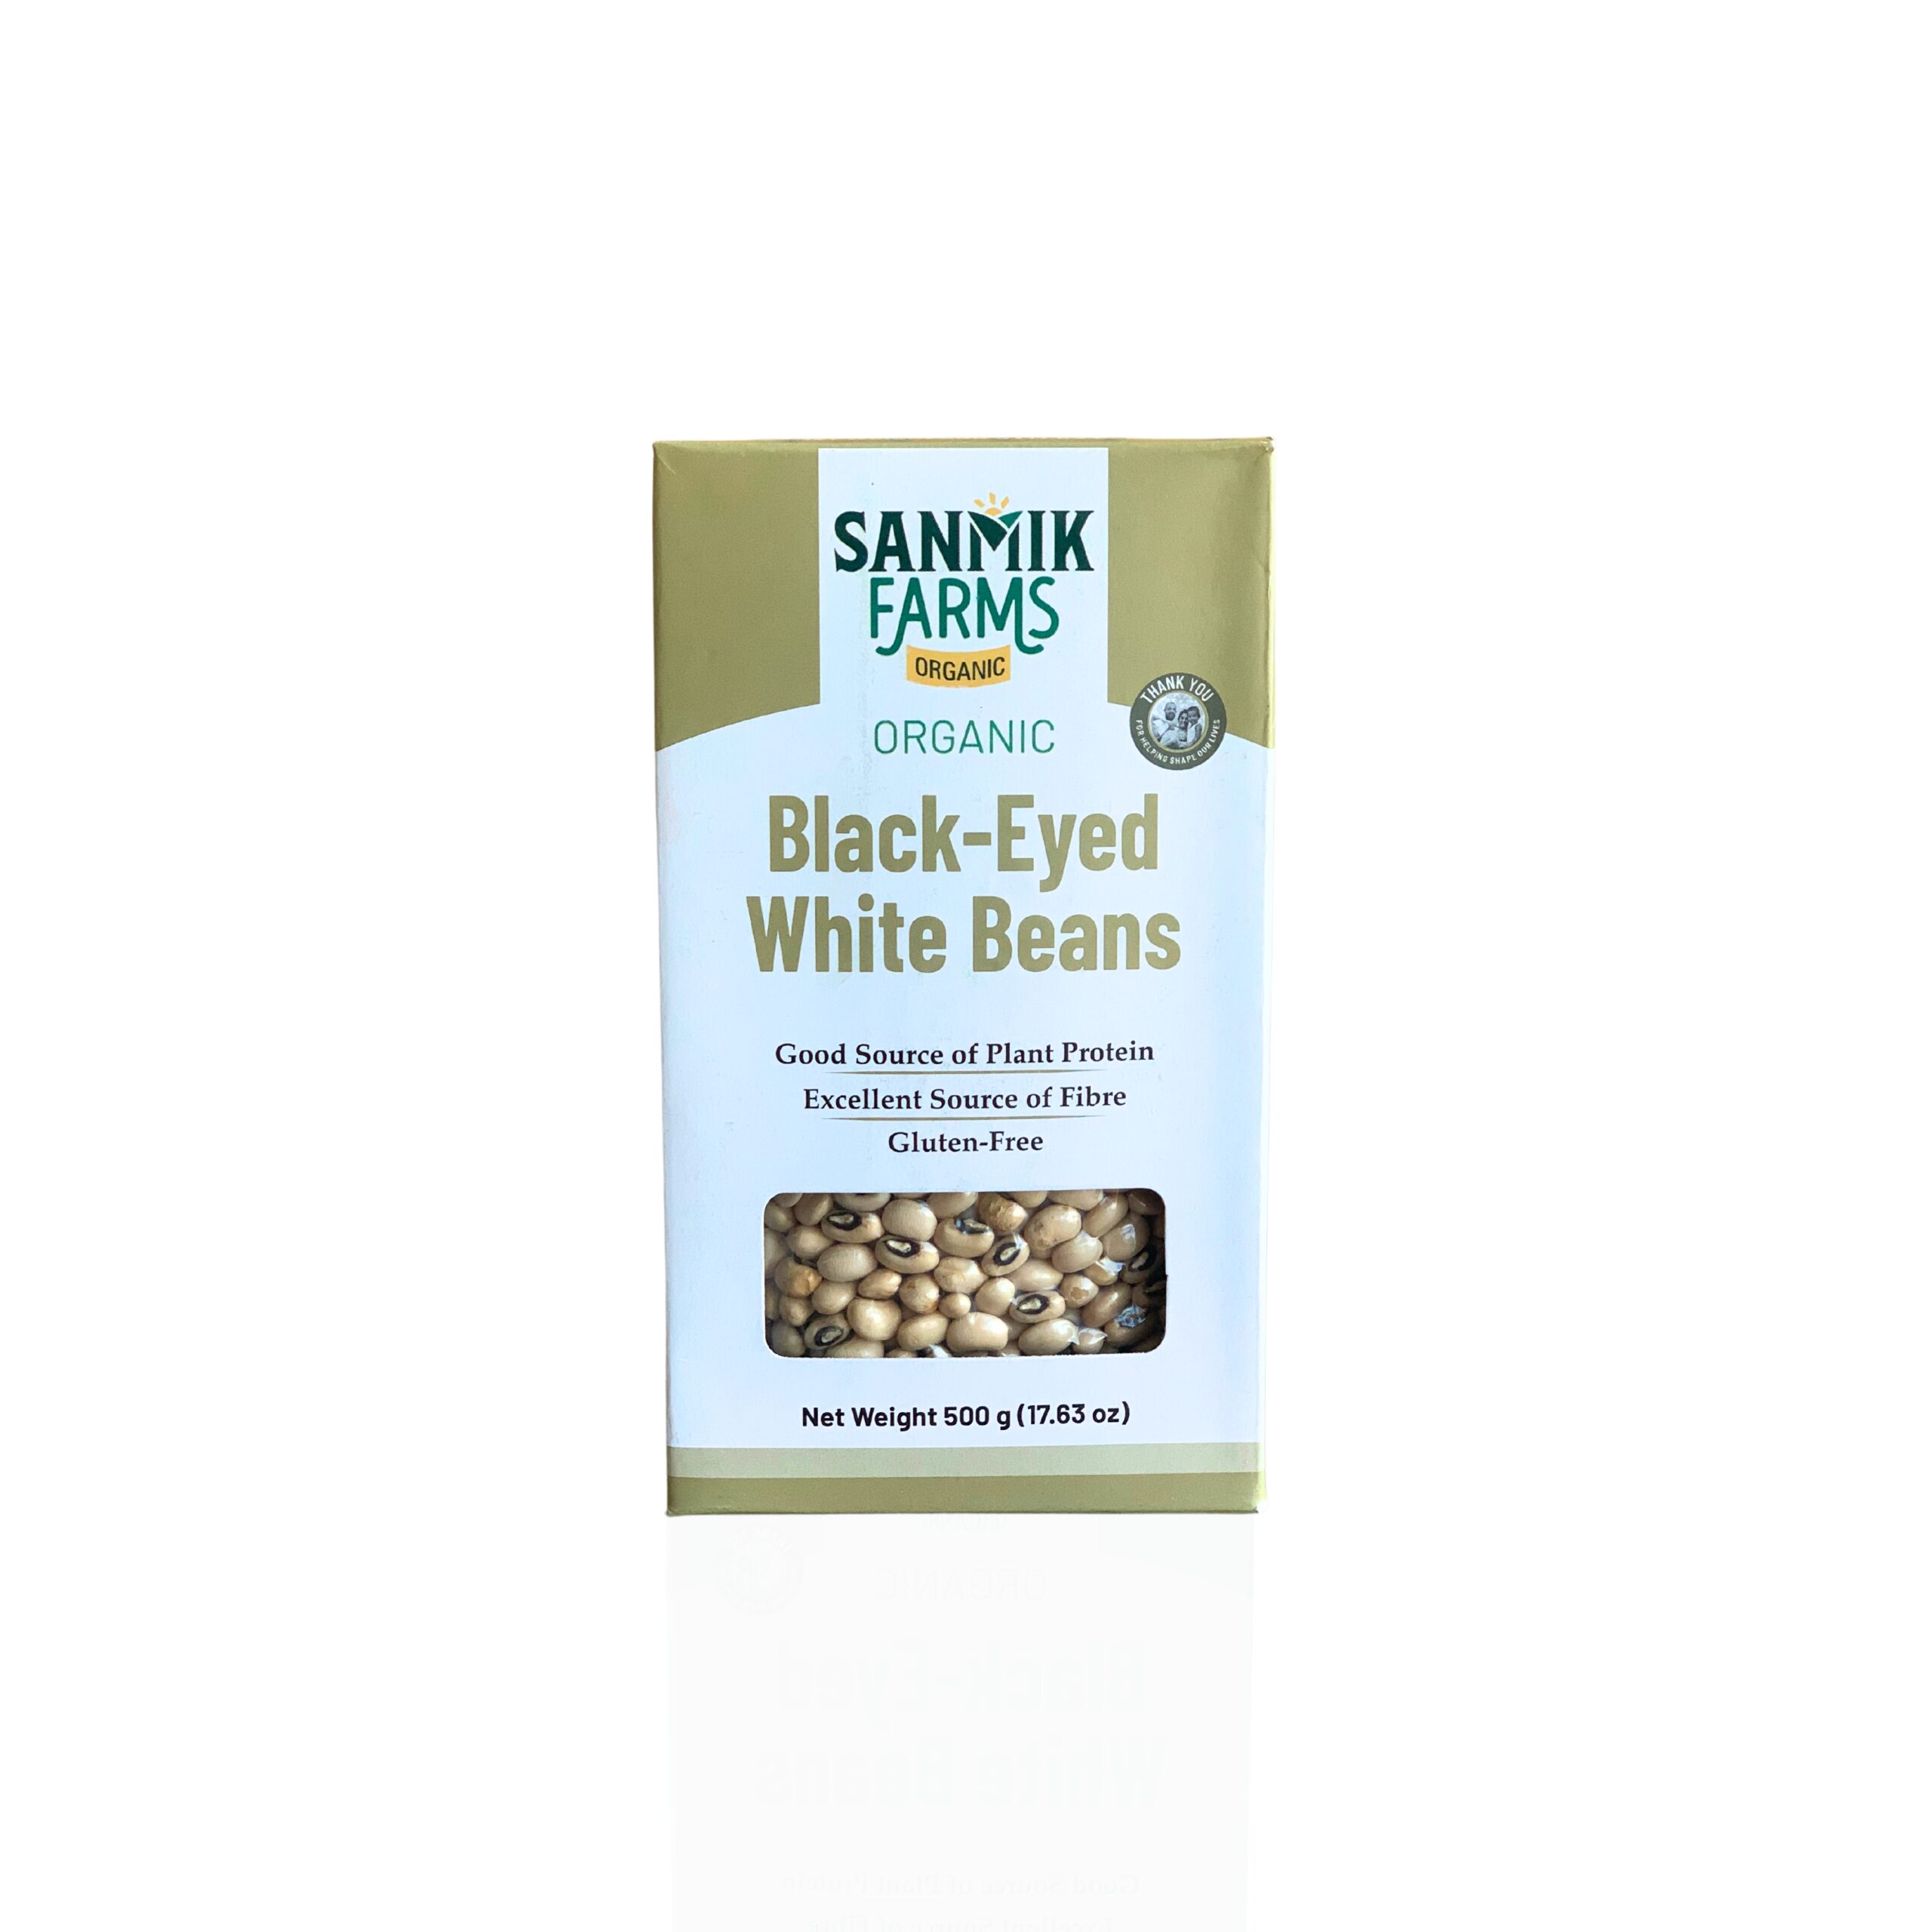 SANMIK
FARMS
ORGANIC
THANK YOU
FOR HELPING SHAPE OUR LIVES
ORGANIC
Black-Eyed
White Beans
Good Source of Plant Protein
Excellent Source of Fibre
Gluten-Free
Net Weight 500 g (17.63 oz)